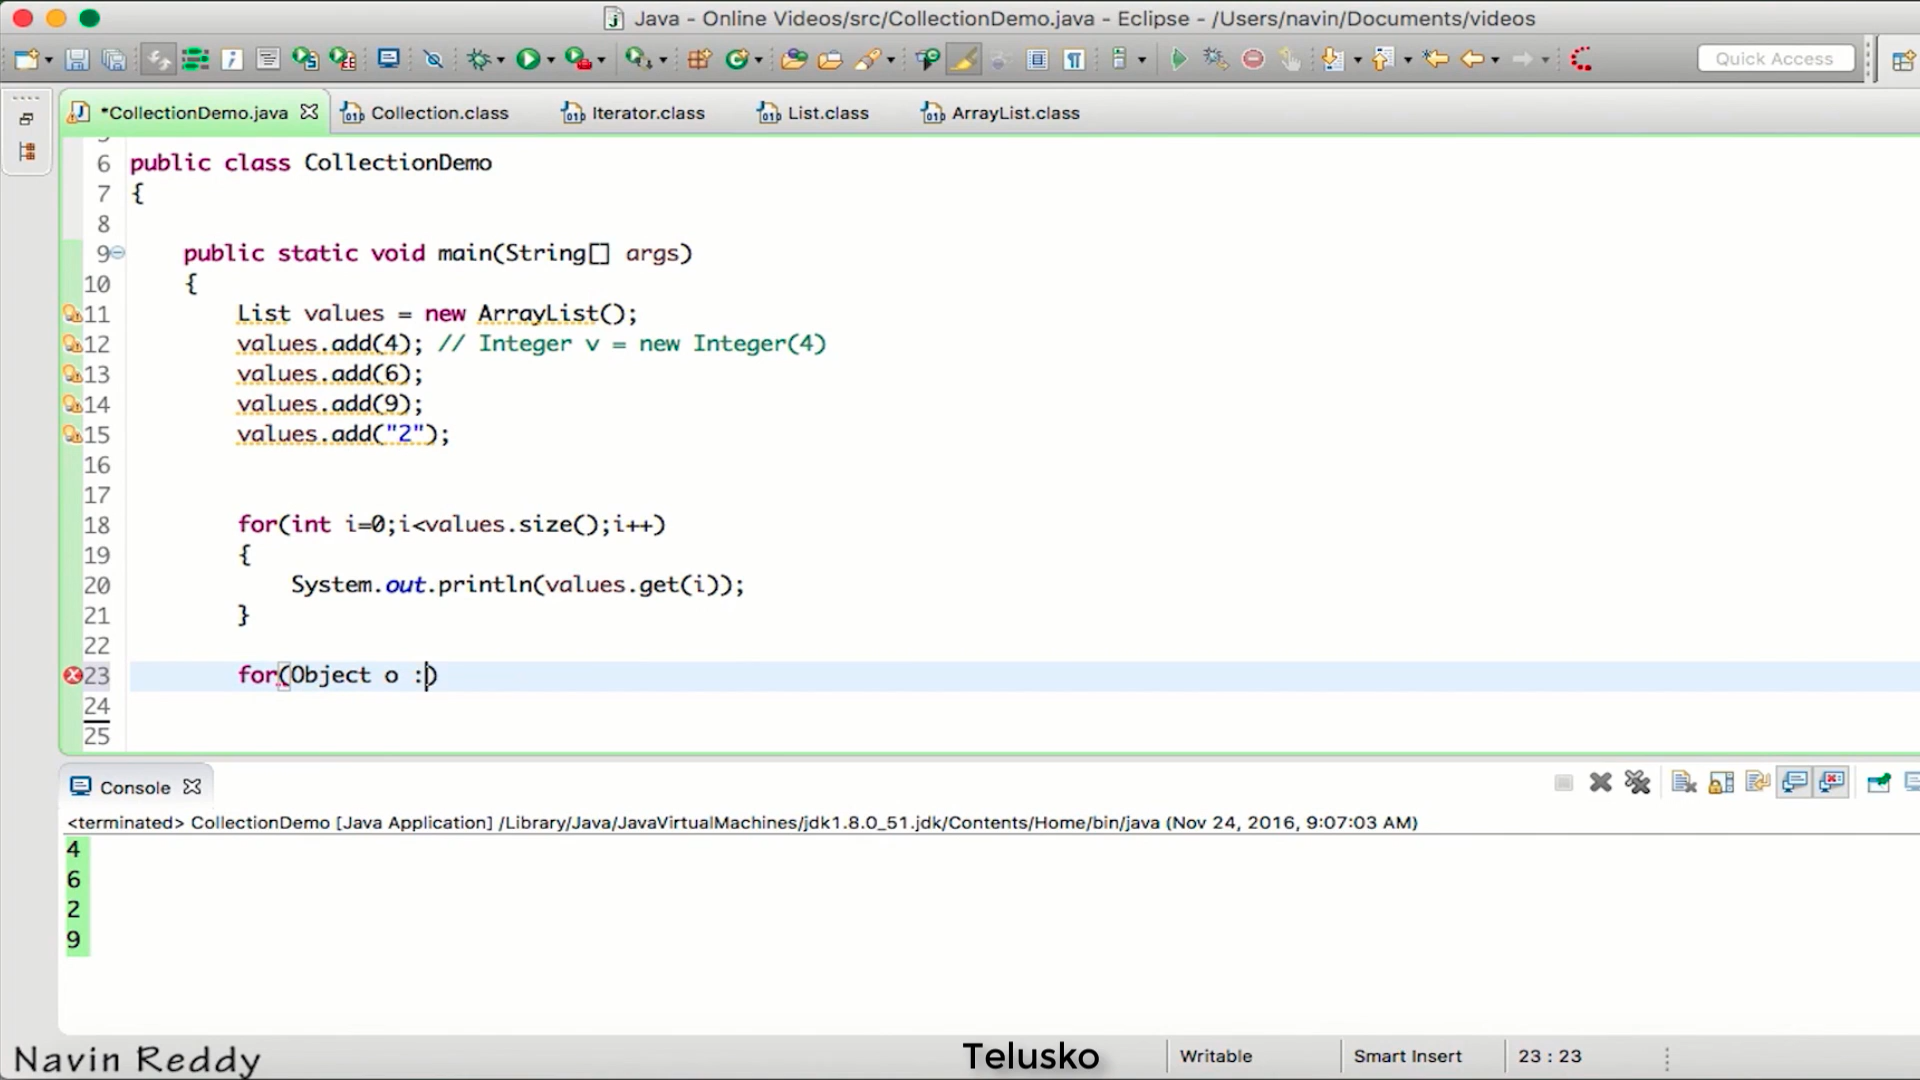 Java - Online Videos/src/CollectionDemo.java - Eclipse - /Users/navin/Documents/videos
Quick Access
*CollectionDemo.java
Collection.class
Iterator.class
List.class
ArrayList.class
6 public class CollectionDemo
7 {
8
9 public static void main(String[] args)
10 {
11 List values = new ArrayList();
12 values.add(4); // Integer v = new Integer(4)
13 values.add(6);
14 values.add(9);
15 values.add("2");
16
17
18 for(int i=0;i<values.size();i++)
19 {
20 System.out.println(values.get(i));
21 }
22
23 for(Object o :)
24
25
Console
<terminated> CollectionDemo [Java Application] /Library/Java/JavaVirtualMachines/jdk1.8.0_51.jdk/Contents/Home/bin/java (Nov 24, 2016, 9:07:03 AM)
4
6
2
9
Navin Reddy
Telusko
Writable
Smart Insert
23 : 23